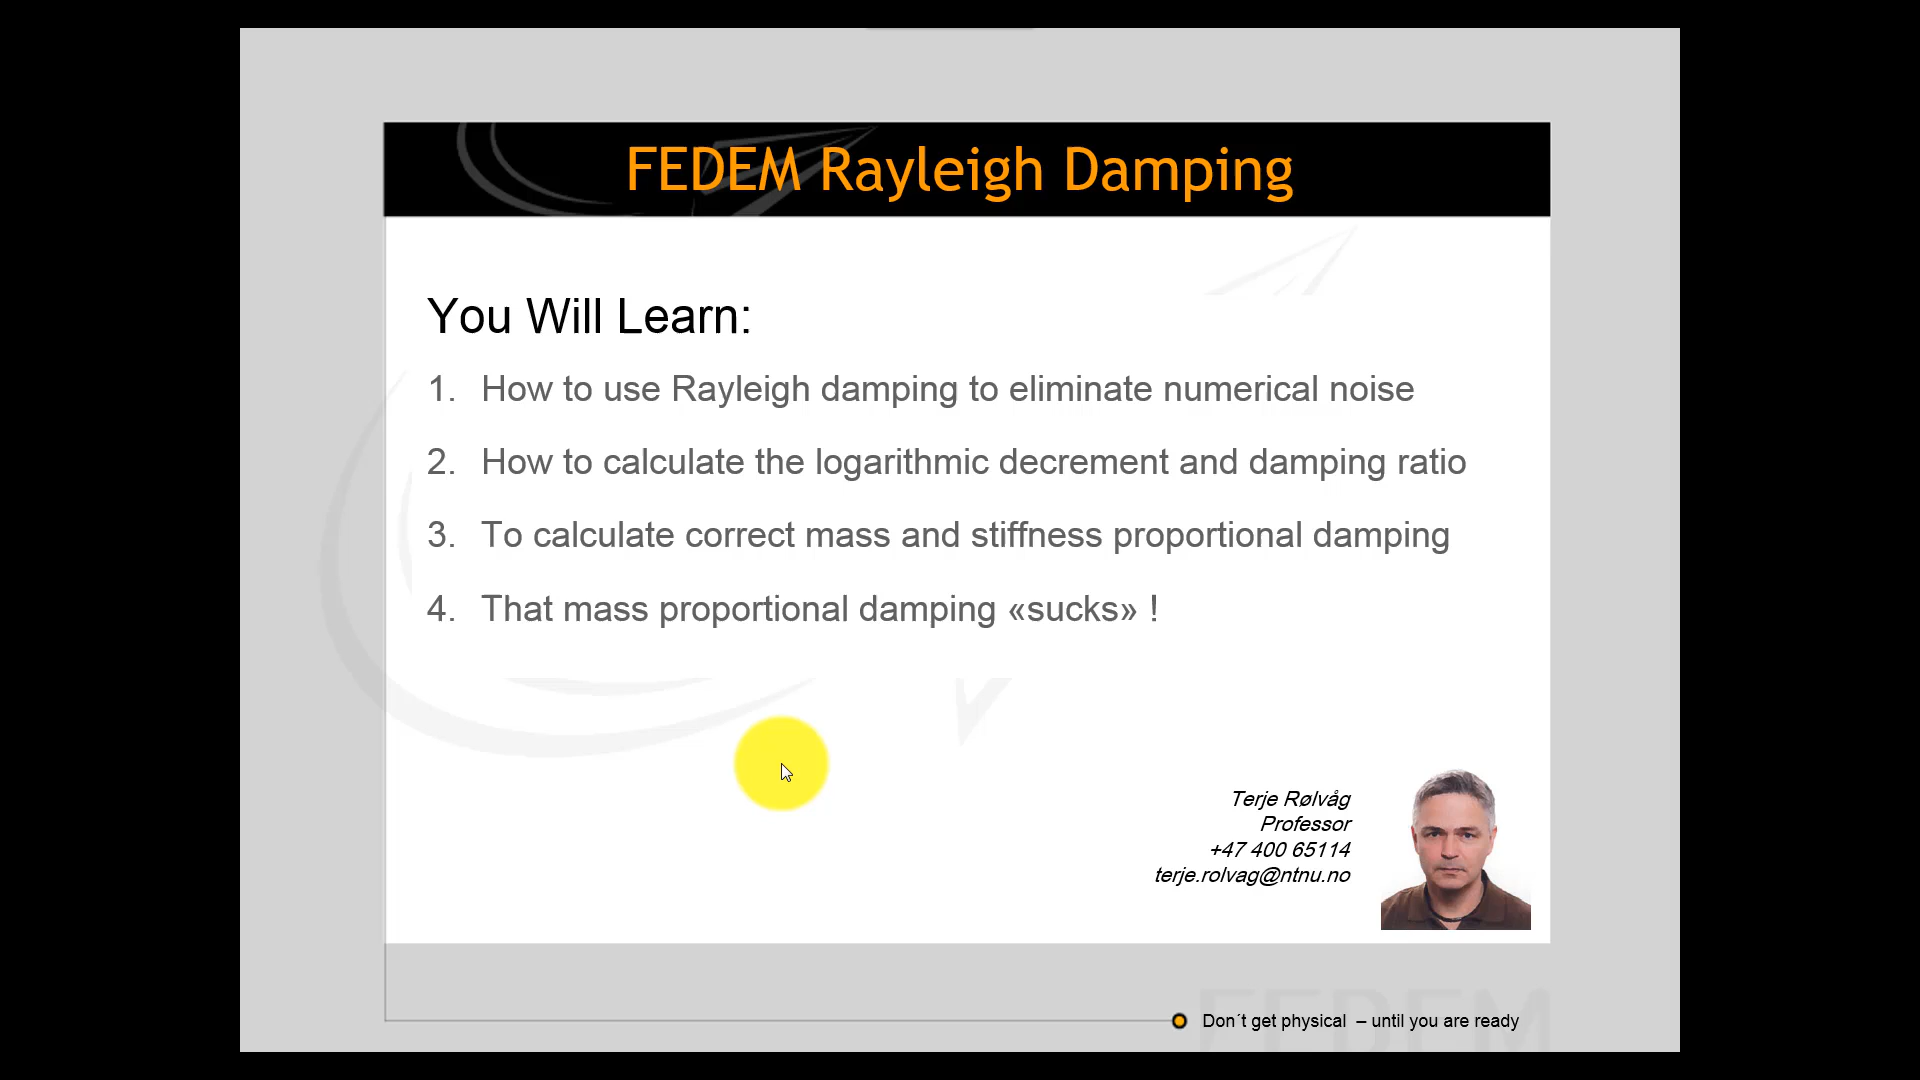 FEDEM Rayleigh Damping
You Will Learn:
1. How to use Rayleigh damping to eliminate numerical noise
2. How to calculate the logarithmic decrement and damping ratio
3. To calculate correct mass and stiffness proportional damping
4. That mass proportional damping «sucks» !
Terje Rølvåg
Professor
+47 400 65114
terje.rolvag@ntnu.no
FEDEM
Don´t get physical – until you are ready